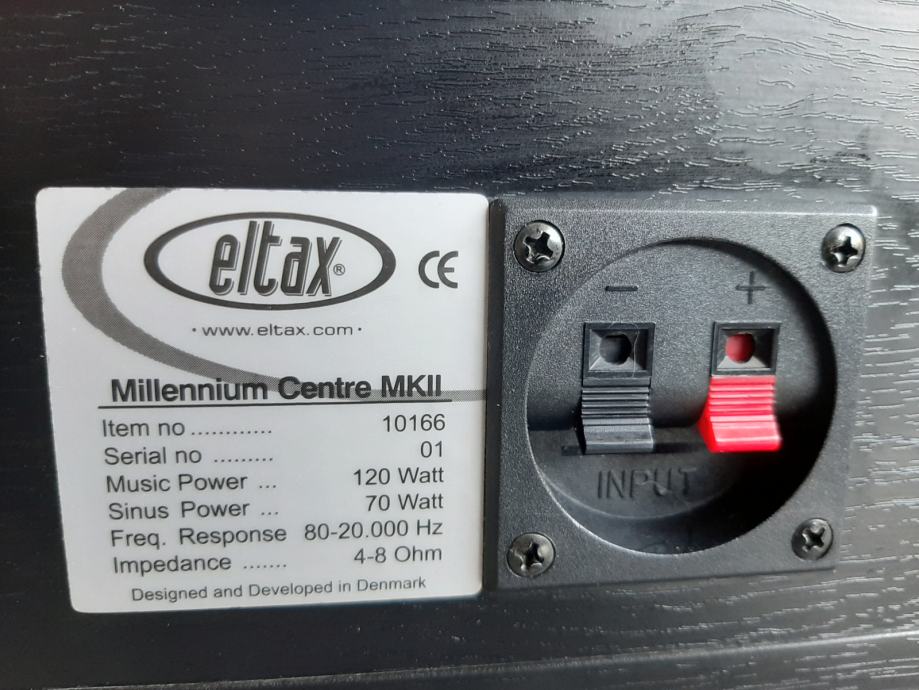 eltax®
CE
· www.eltax.com ·
Millennium Centre MKII
Item no ............ 10166
Serial no ......... 01
Music Power ... 120 Watt
Sinus Power ... 70 Watt
Freq. Response 80-20.000 Hz
Impedance ....... 4-8 Ohm
Designed and Developed in Denmark
− +
INPUT